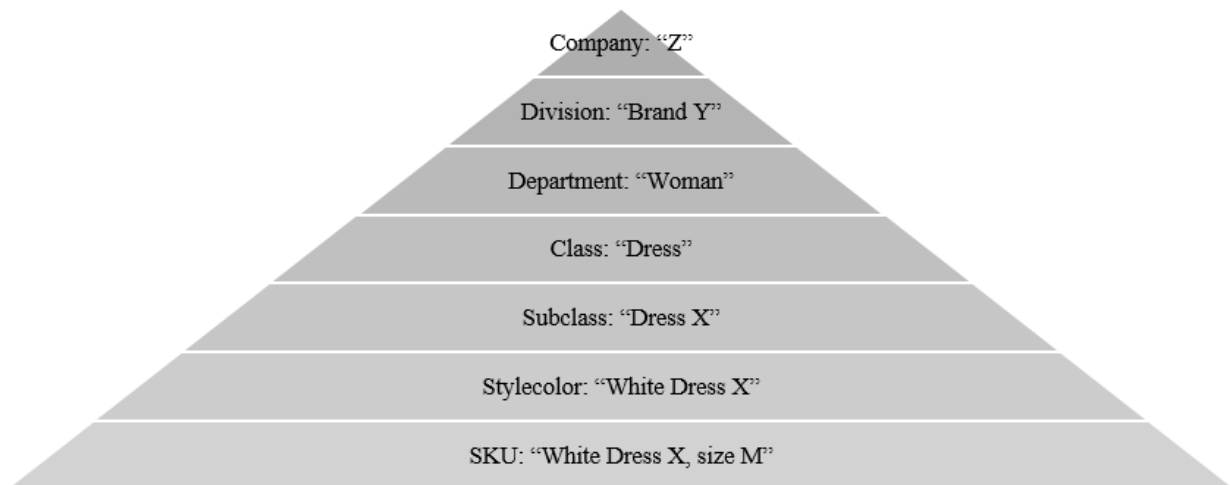 Company: “Z”
Division: “Brand Y”
Department: “Woman”
Class: “Dress”
Subclass: “Dress X”
Stylecolor: “White Dress X”
SKU: “White Dress X, size M”